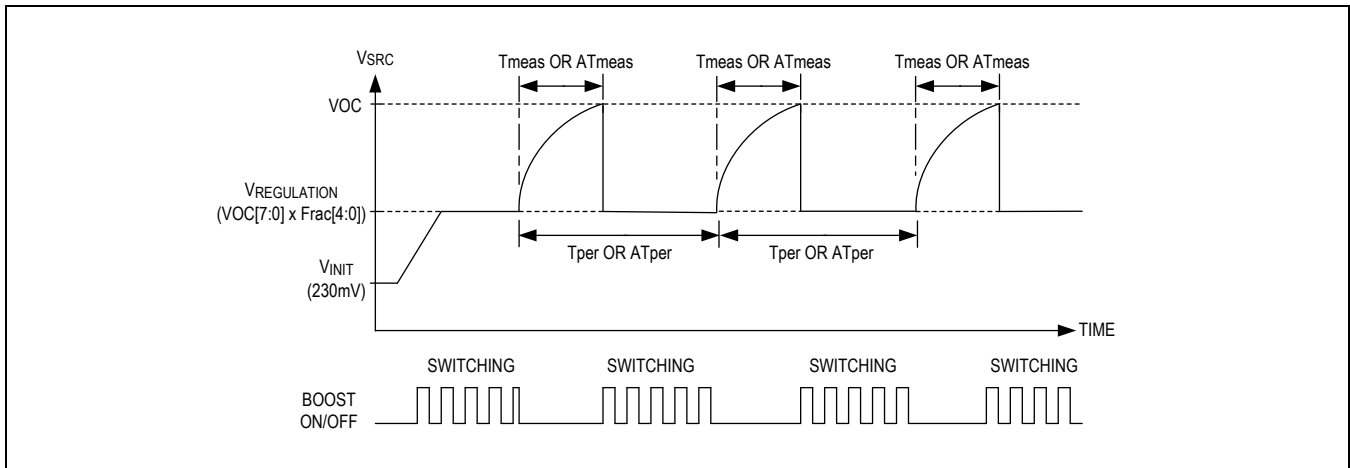 VSRC
Tmeas OR ATmeas
Tmeas OR ATmeas
Tmeas OR ATmeas
VOC
VREGULATION
(VOC[7:0] x Frac[4:0])
Tper OR ATper
Tper OR ATper
VINIT
(230mV)
TIME
SWITCHING
SWITCHING
SWITCHING
SWITCHING
BOOST
ON/OFF